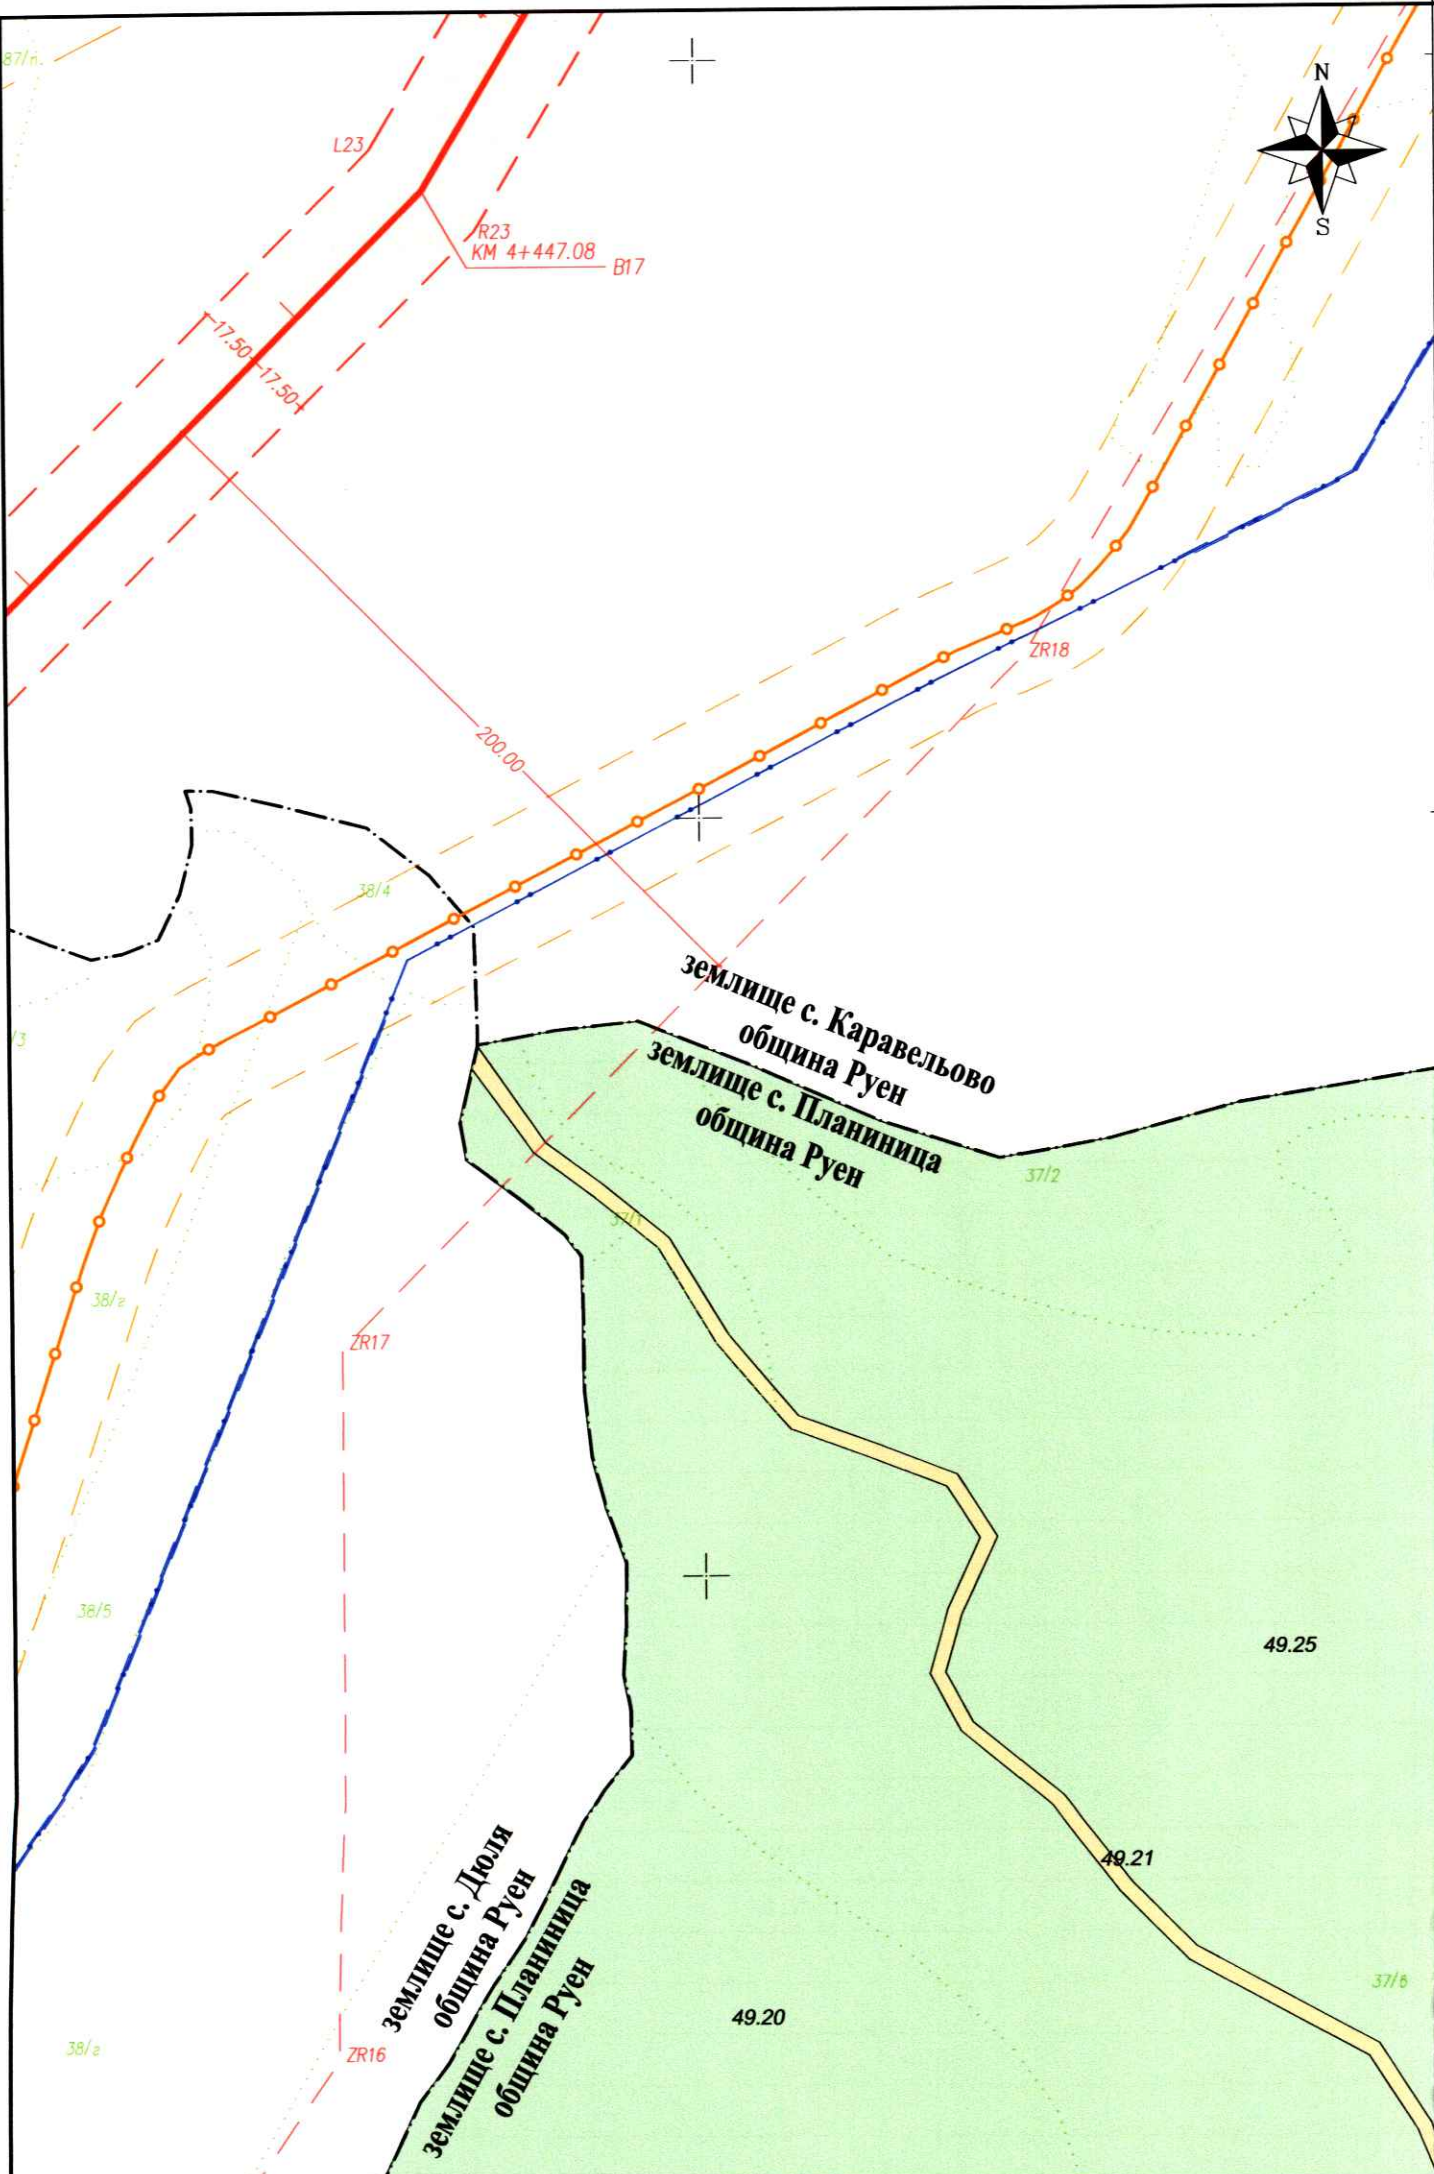 87/п.
N
L23
R23
КМ 4+447.08
B17
S
17.50
17.50
ZR18
200.00
38/4
землище с. Каравельово
община Руен
землище с. Планиница
община Руен
/3
37/2
37/1
38/г
ZR17
38/5
49.25
49.21
землище с. Дюля
община Руен
землище с. Планиница
община Руен
37/6
49.20
38/г
ZR16